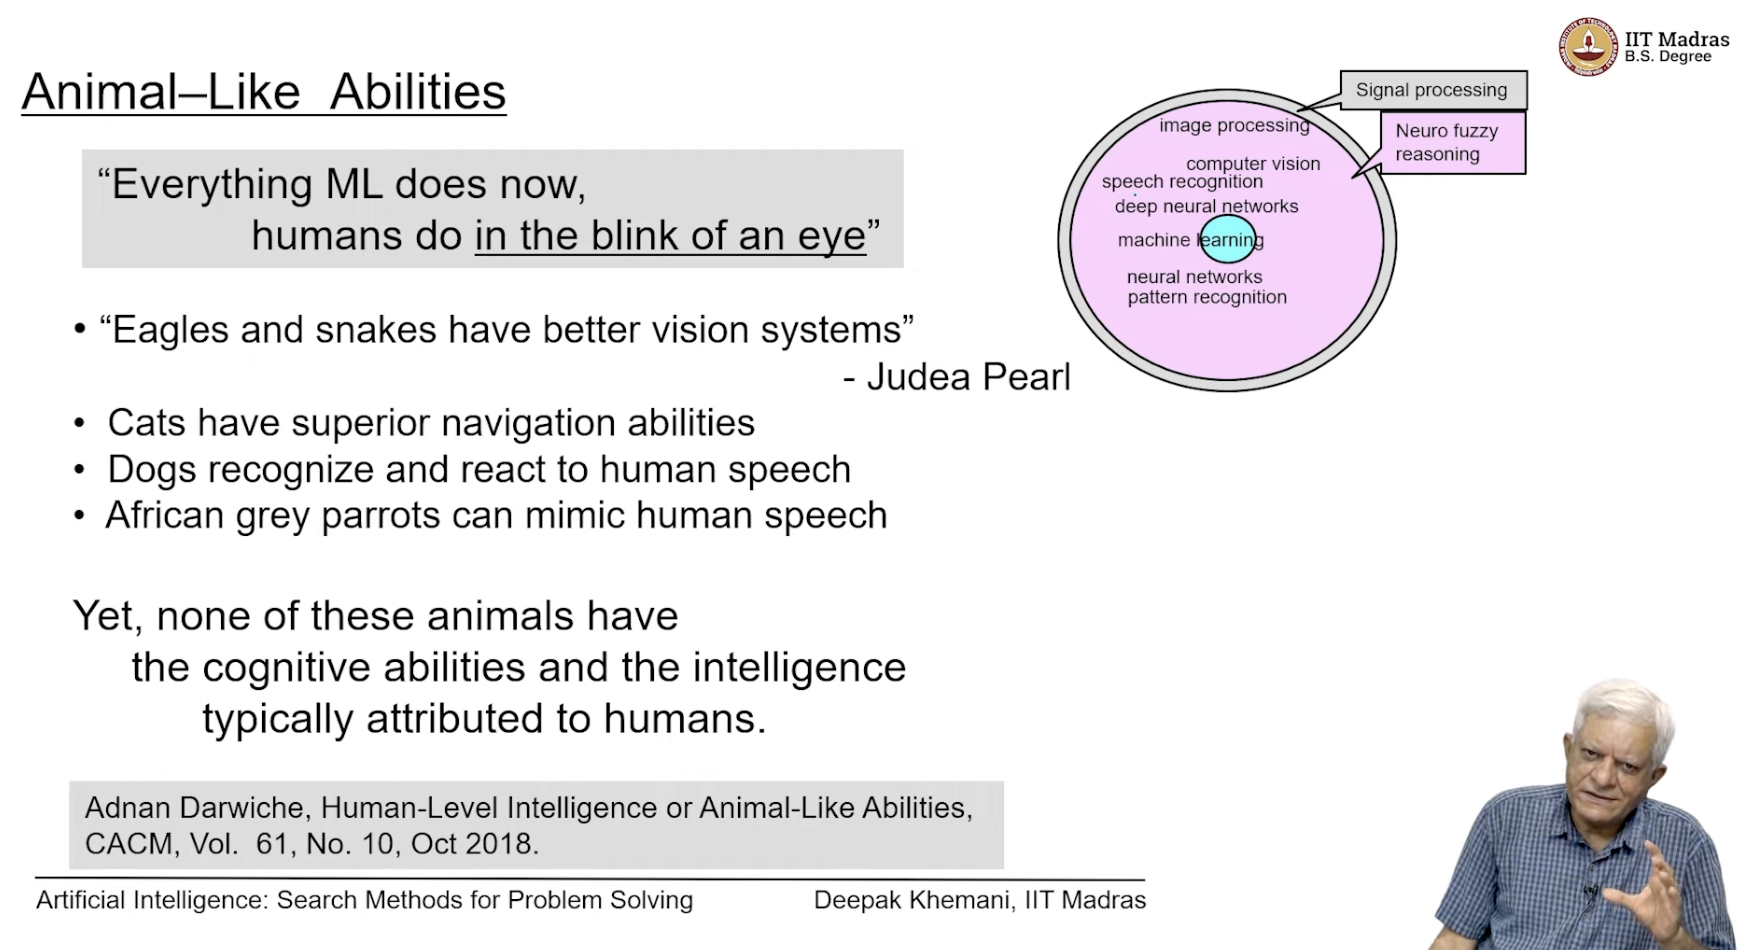 IIT Madras
B.S. Degree
Animal–Like Abilities
Signal processing
Neuro fuzzy
reasoning
image processing
computer vision
speech recognition
deep neural networks
machine learning
neural networks
pattern recognition
“Everything ML does now,
humans do in the blink of an eye”
• “Eagles and snakes have better vision systems”
- Judea Pearl
• Cats have superior navigation abilities
• Dogs recognize and react to human speech
• African grey parrots can mimic human speech
Yet, none of these animals have
the cognitive abilities and the intelligence
typically attributed to humans.
Adnan Darwiche, Human-Level Intelligence or Animal-Like Abilities,
CACM, Vol. 61, No. 10, Oct 2018.
Artificial Intelligence: Search Methods for Problem Solving
Deepak Khemani, IIT Madras